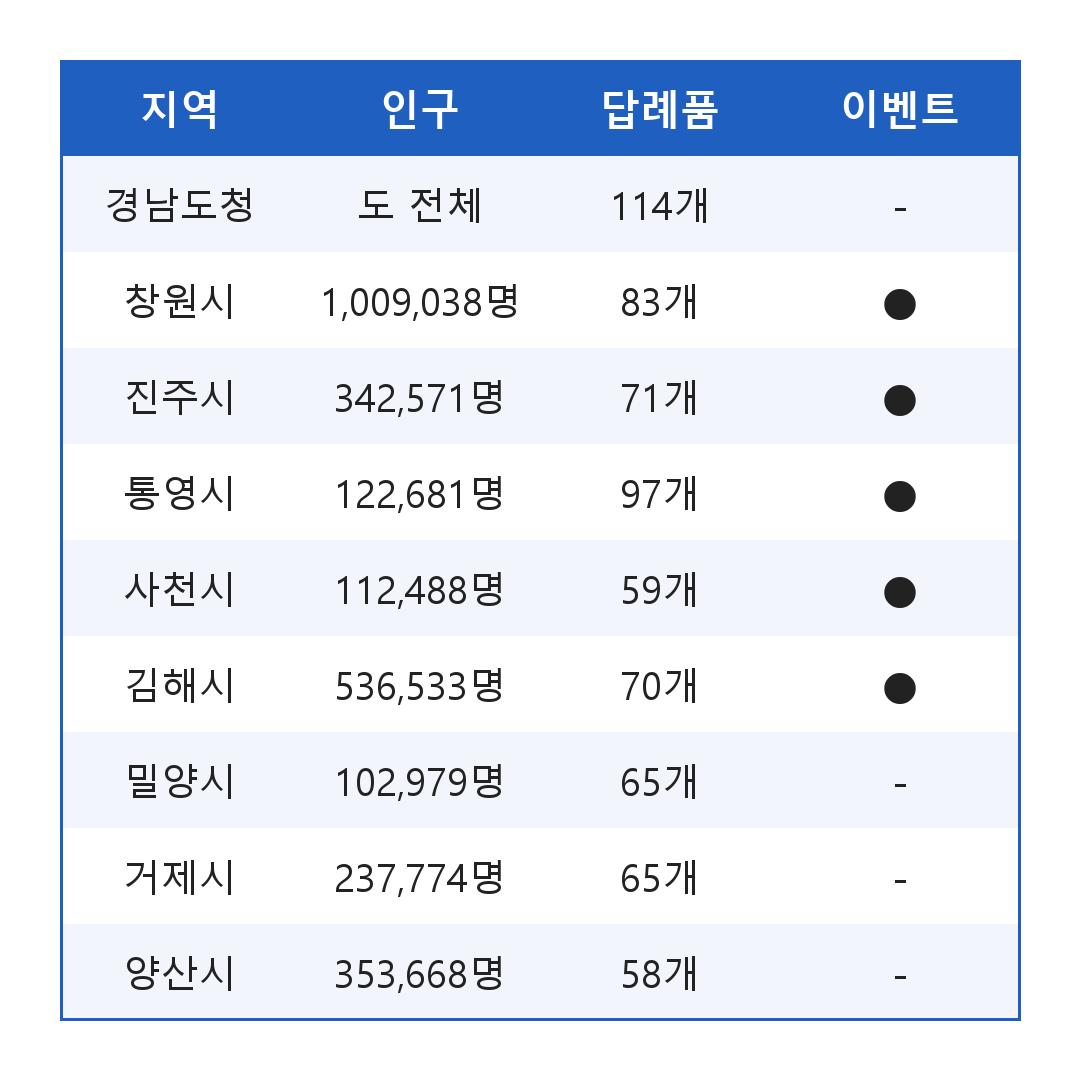 지역 인구 답례품 이벤트
경남도청 도 전체 114개 -
창원시 1,009,038명 83개 ●
진주시 342,571명 71개 ●
통영시 122,681명 97개 ●
사천시 112,488명 59개 ●
김해시 536,533명 70개 ●
밀양시 102,979명 65개 -
거제시 237,774명 65개 -
양산시 353,668명 58개 -